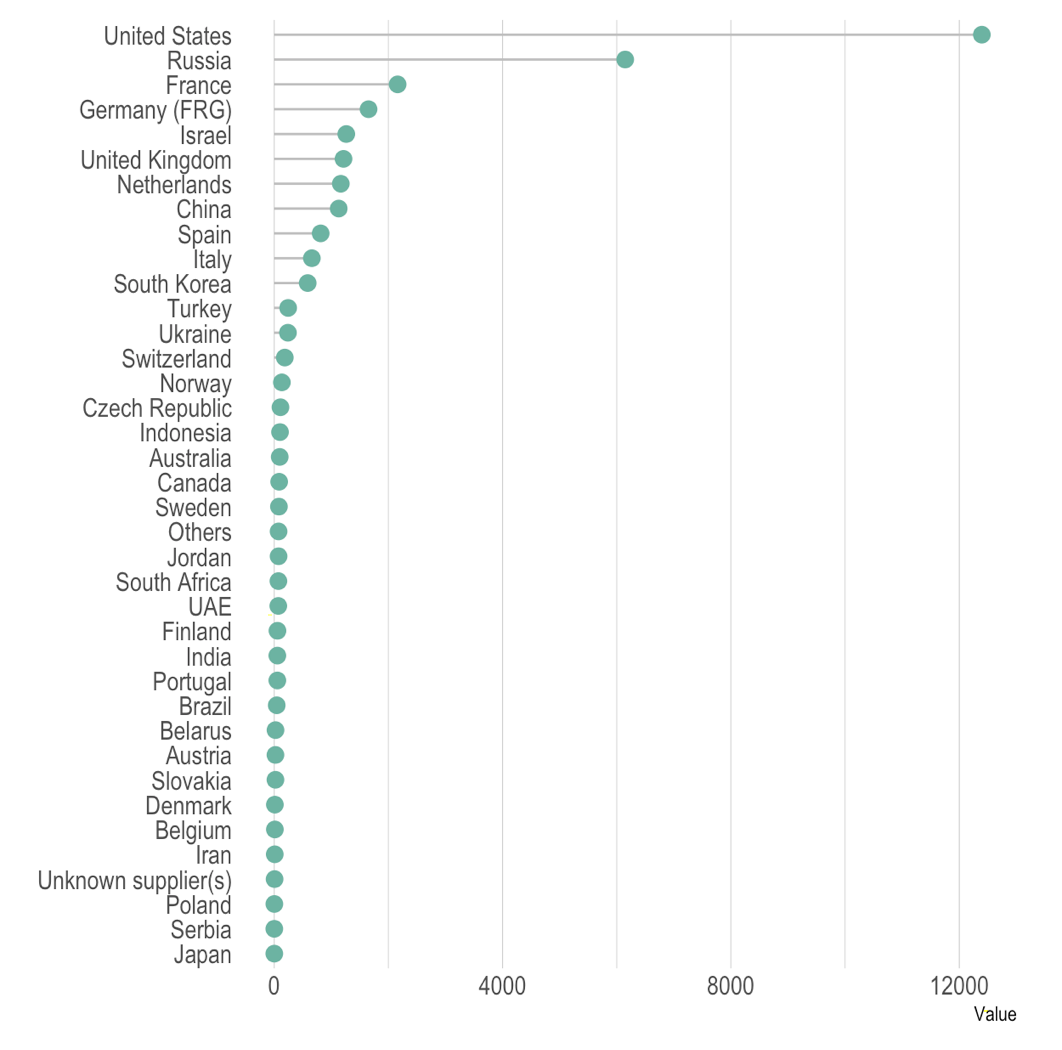 United States
Russia
France
Germany (FRG)
Israel
United Kingdom
Netherlands
China
Spain
Italy
South Korea
Turkey
Ukraine
Switzerland
Norway
Czech Republic
Indonesia
Australia
Canada
Sweden
Others
Jordan
South Africa
UAE
Finland
India
Portugal
Brazil
Belarus
Austria
Slovakia
Denmark
Belgium
Iran
Unknown supplier(s)
Poland
Serbia
Japan
0 4000 8000 12000
Value